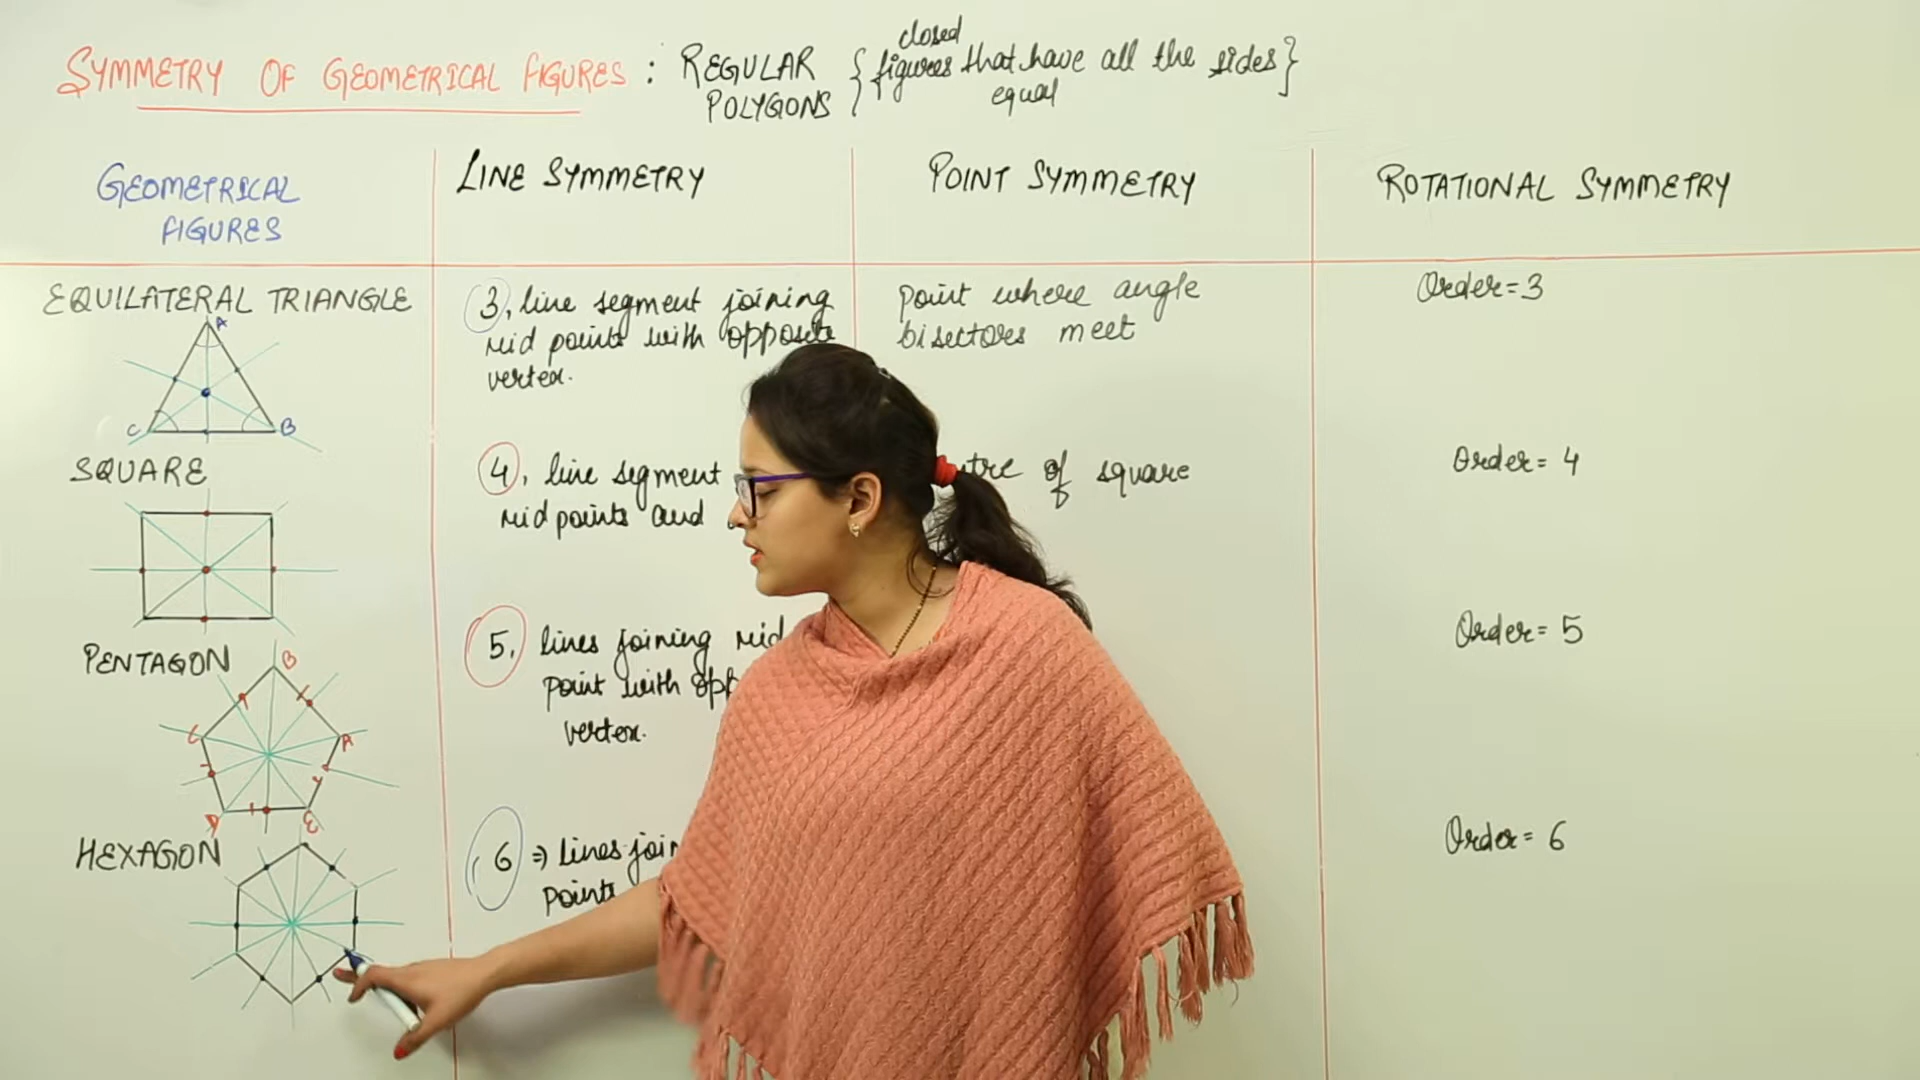 SYMMETRY OF GEOMETRICAL FIGURES : REGULAR POLYGONS {closed figures that have all the sides equal}
GEOMETRICAL FIGURES
LINE SYMMETRY
POINT SYMMETRY
ROTATIONAL SYMMETRY
EQUILATERAL TRIANGLE
A
C
B
3, line segment joining
mid points with opposite
vertex.
point where angle
bisectores meet
Order=3
SQUARE
4, line segment
midpoints and
of square
Order= 4
PENTAGON
B
C
A
D
E
5, lines joining mid
point with
vertex.
Order= 5
HEXAGON
6 ⇒ lines
points
Order= 6